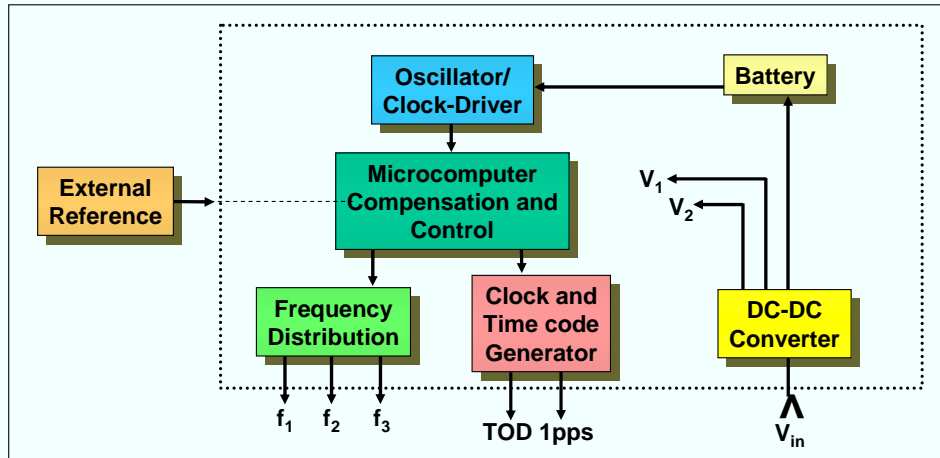 Oscillator/
Clock-Driver
Battery
External
Reference
Microcomputer
Compensation and
Control
V1
V2
Frequency
Distribution
Clock and
Time code
Generator
DC-DC
Converter
f1 f2 f3
TOD 1pps
Vin